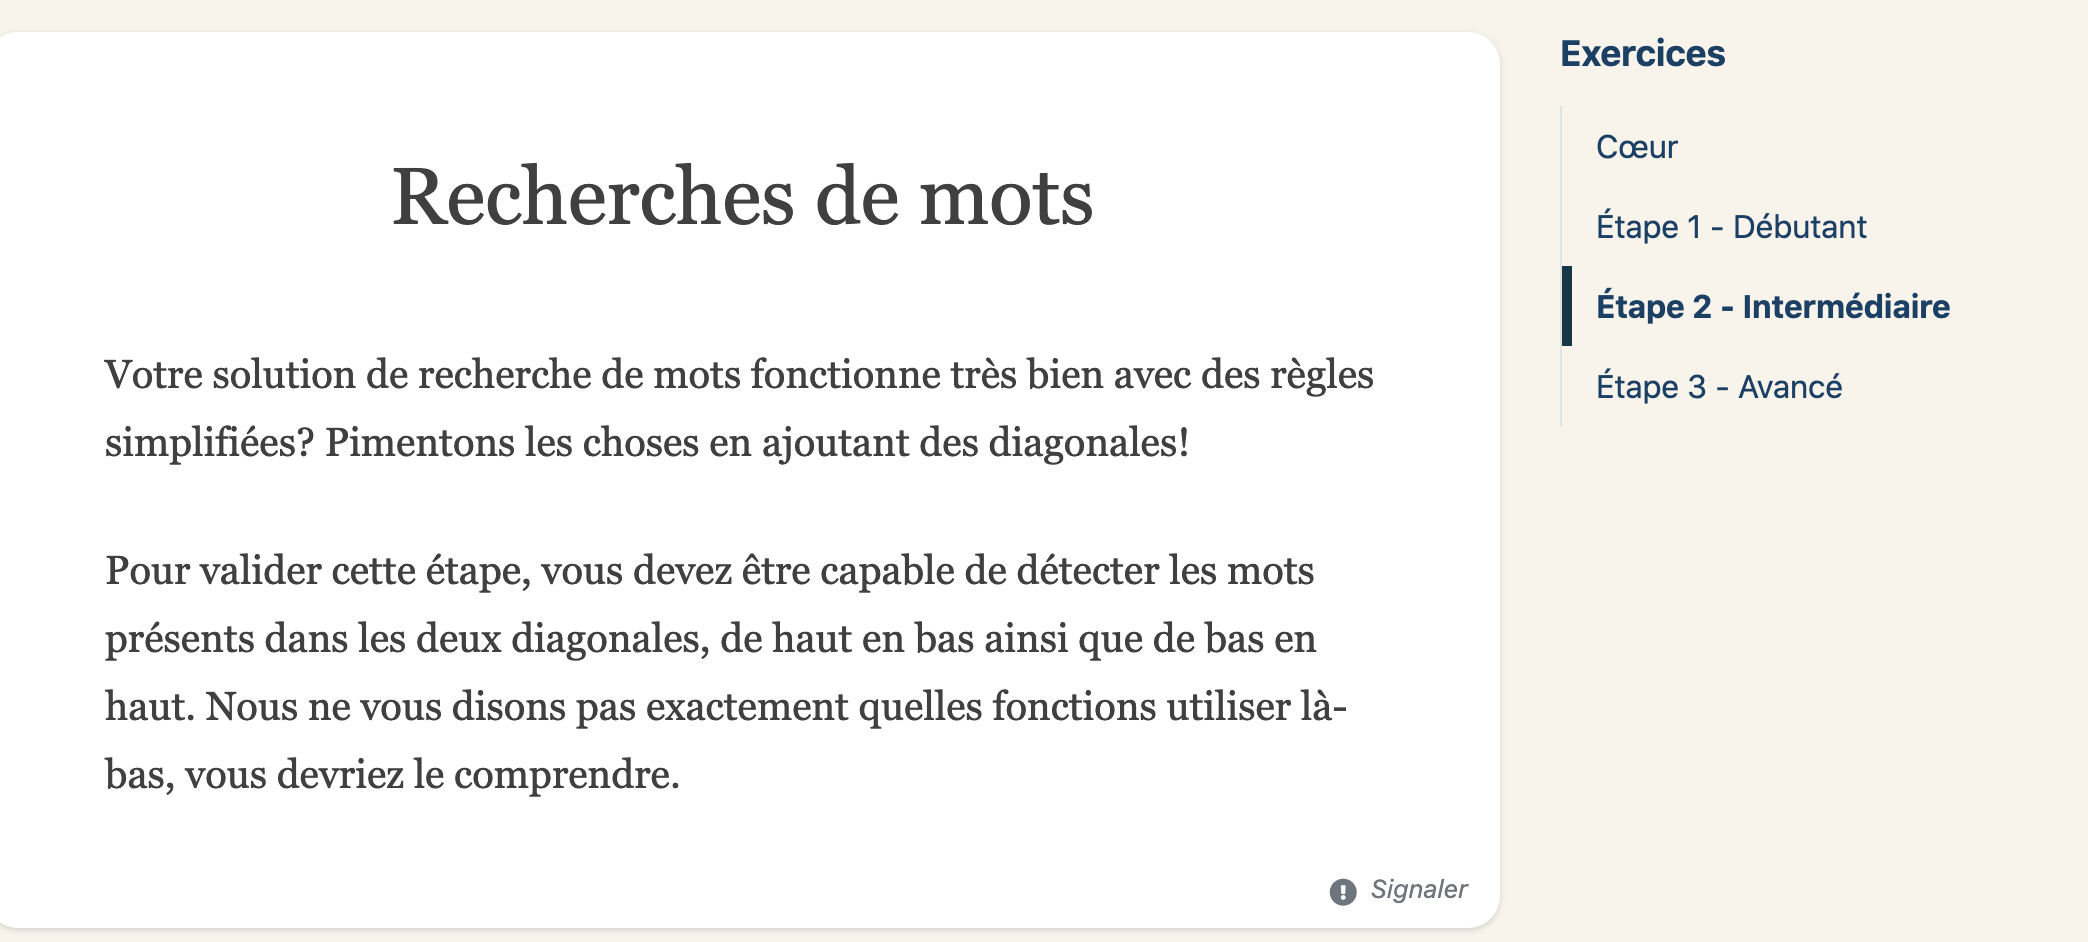 Recherches de mots
Votre solution de recherche de mots fonctionne très bien avec des règles
simplifiées? Pimentons les choses en ajoutant des diagonales!
Pour valider cette étape, vous devez être capable de détecter les mots
présents dans les deux diagonales, de haut en bas ainsi que de bas en
haut. Nous ne vous disons pas exactement quelles fonctions utiliser là-
bas, vous devriez le comprendre.
Signaler
Exercices
Cœur
Étape 1 - Débutant
Étape 2 - Intermédiaire
Étape 3 - Avancé